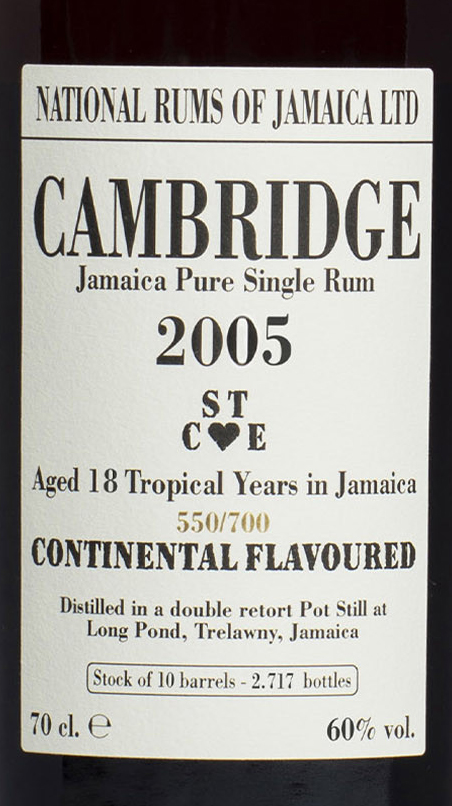 NATIONAL RUMS OF JAMAICA LTD
CAMBRIDGE
Jamaica Pure Single Rum
2005
S T
C♥E
Aged 18 Tropical Years in Jamaica
550/700
CONTINENTAL FLAVOURED
Distilled in a double retort Pot Still at
Long Pond, Trelawny, Jamaica
Stock of 10 barrels - 2.717 bottles
70 cl. ℮
60% vol.